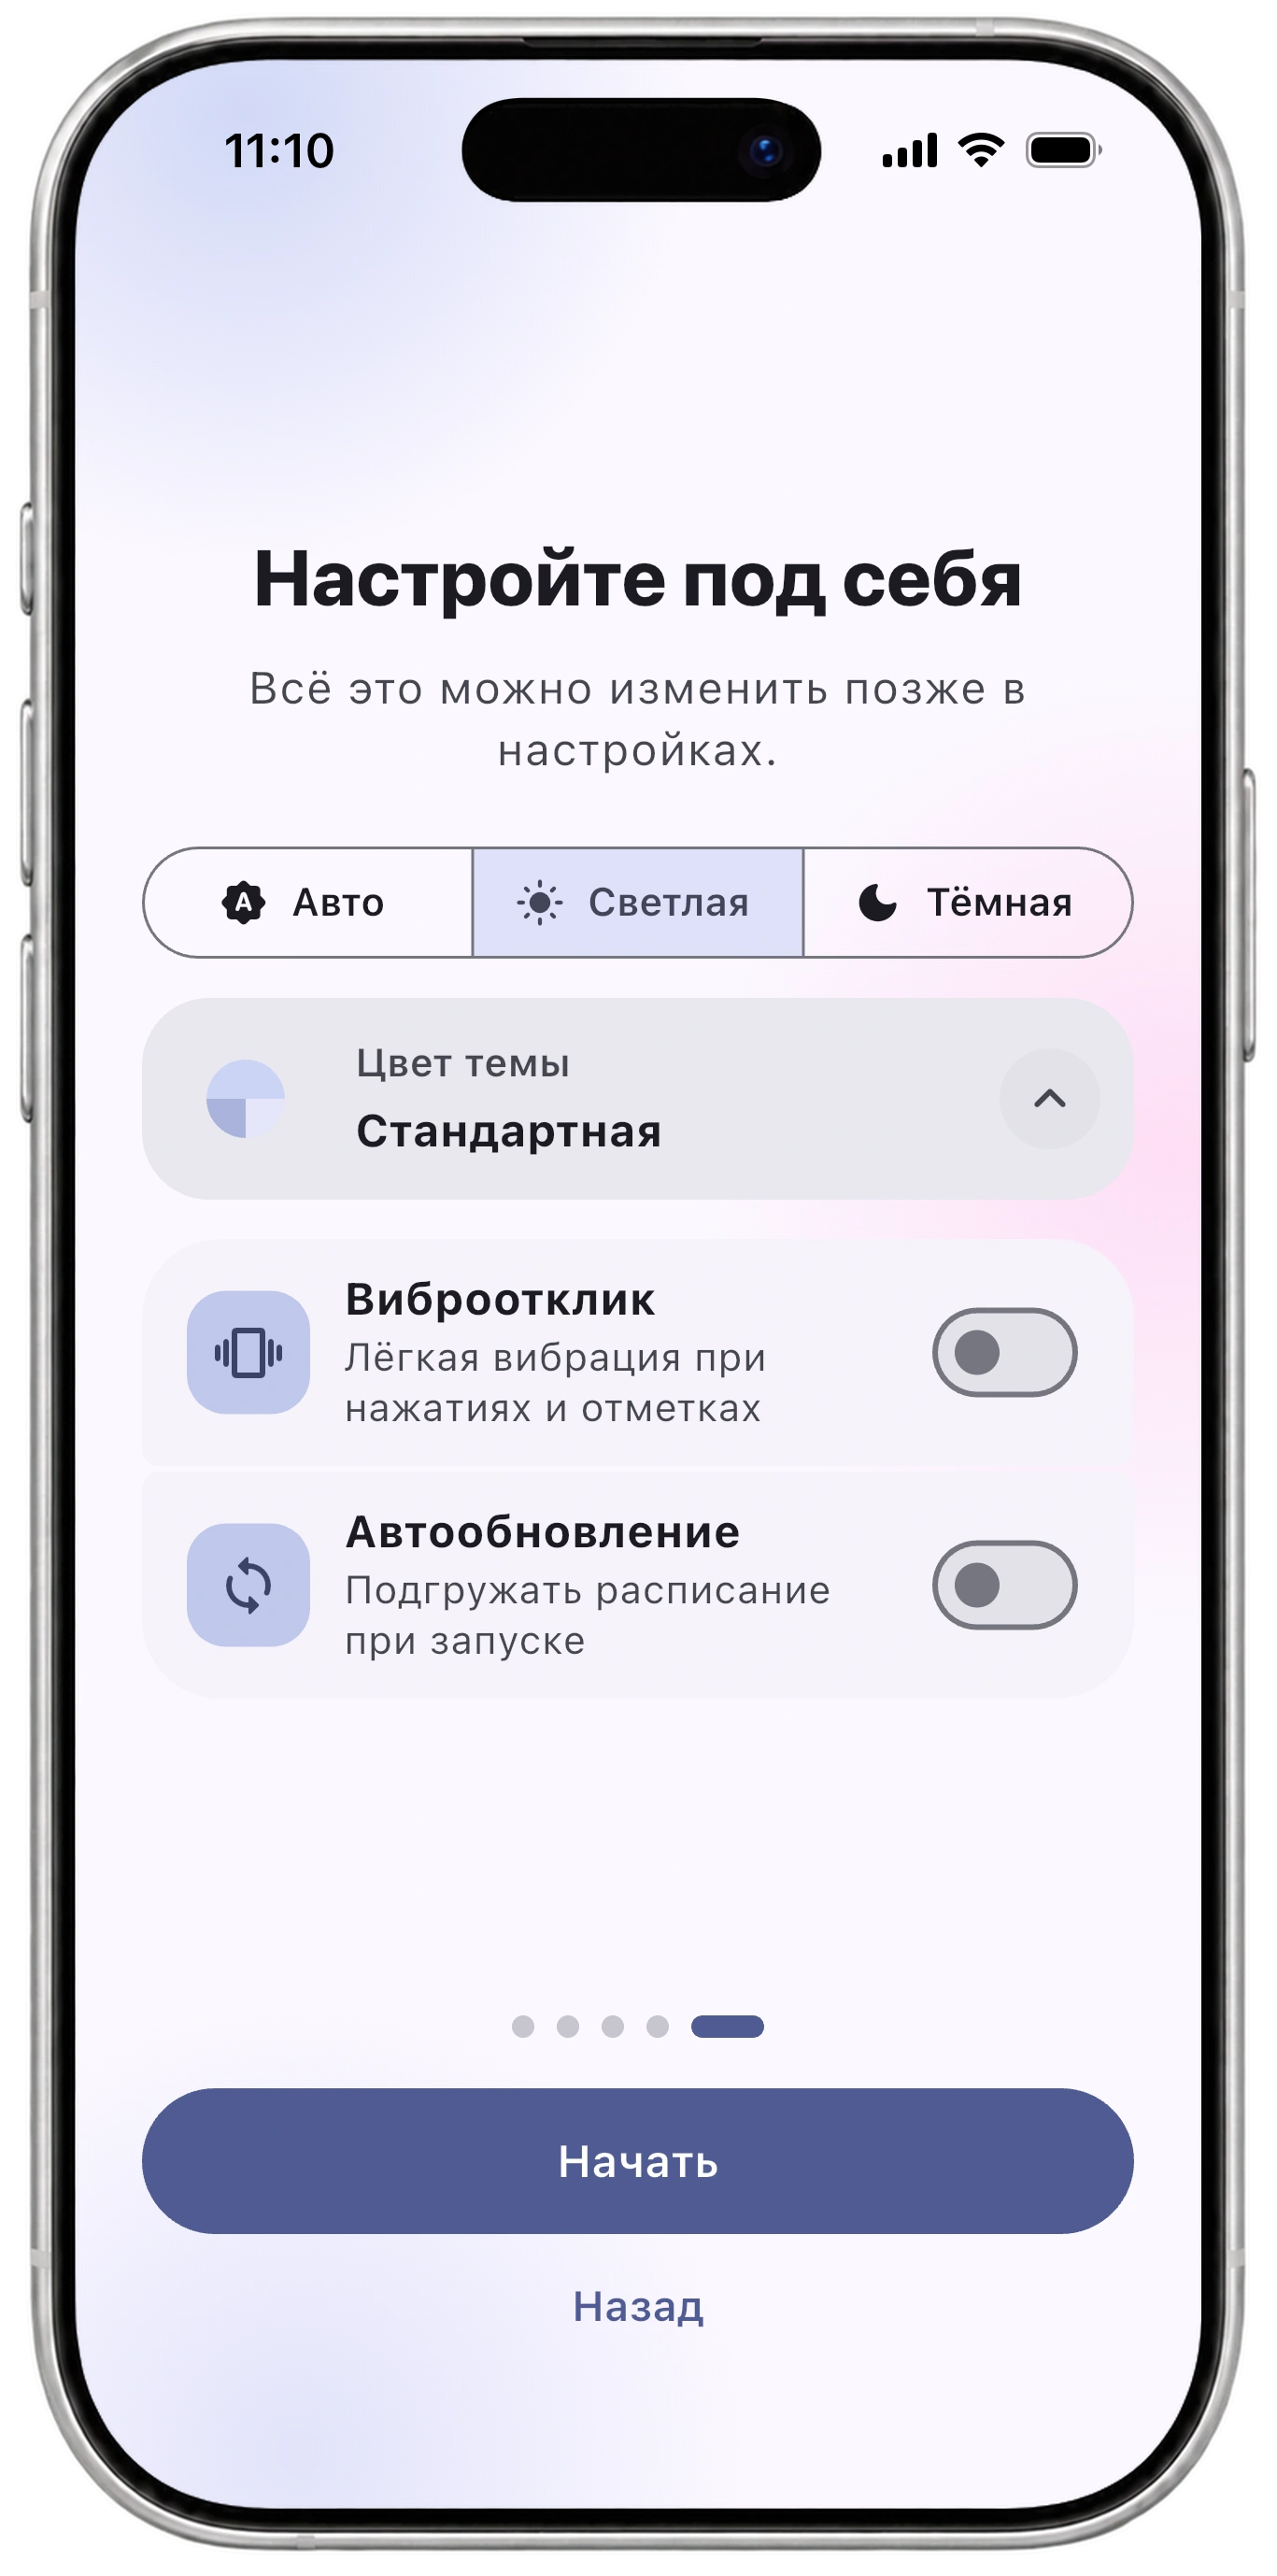 11:10
Настройте под себя
Всё это можно изменить позже в
настройках.
A Авто Светлая Тёмная
Цвет темы
Стандартная
Виброотклик
Лёгкая вибрация при
нажатиях и отметках
Автообновление
Подгружать расписание
при запуске
Начать
Назад